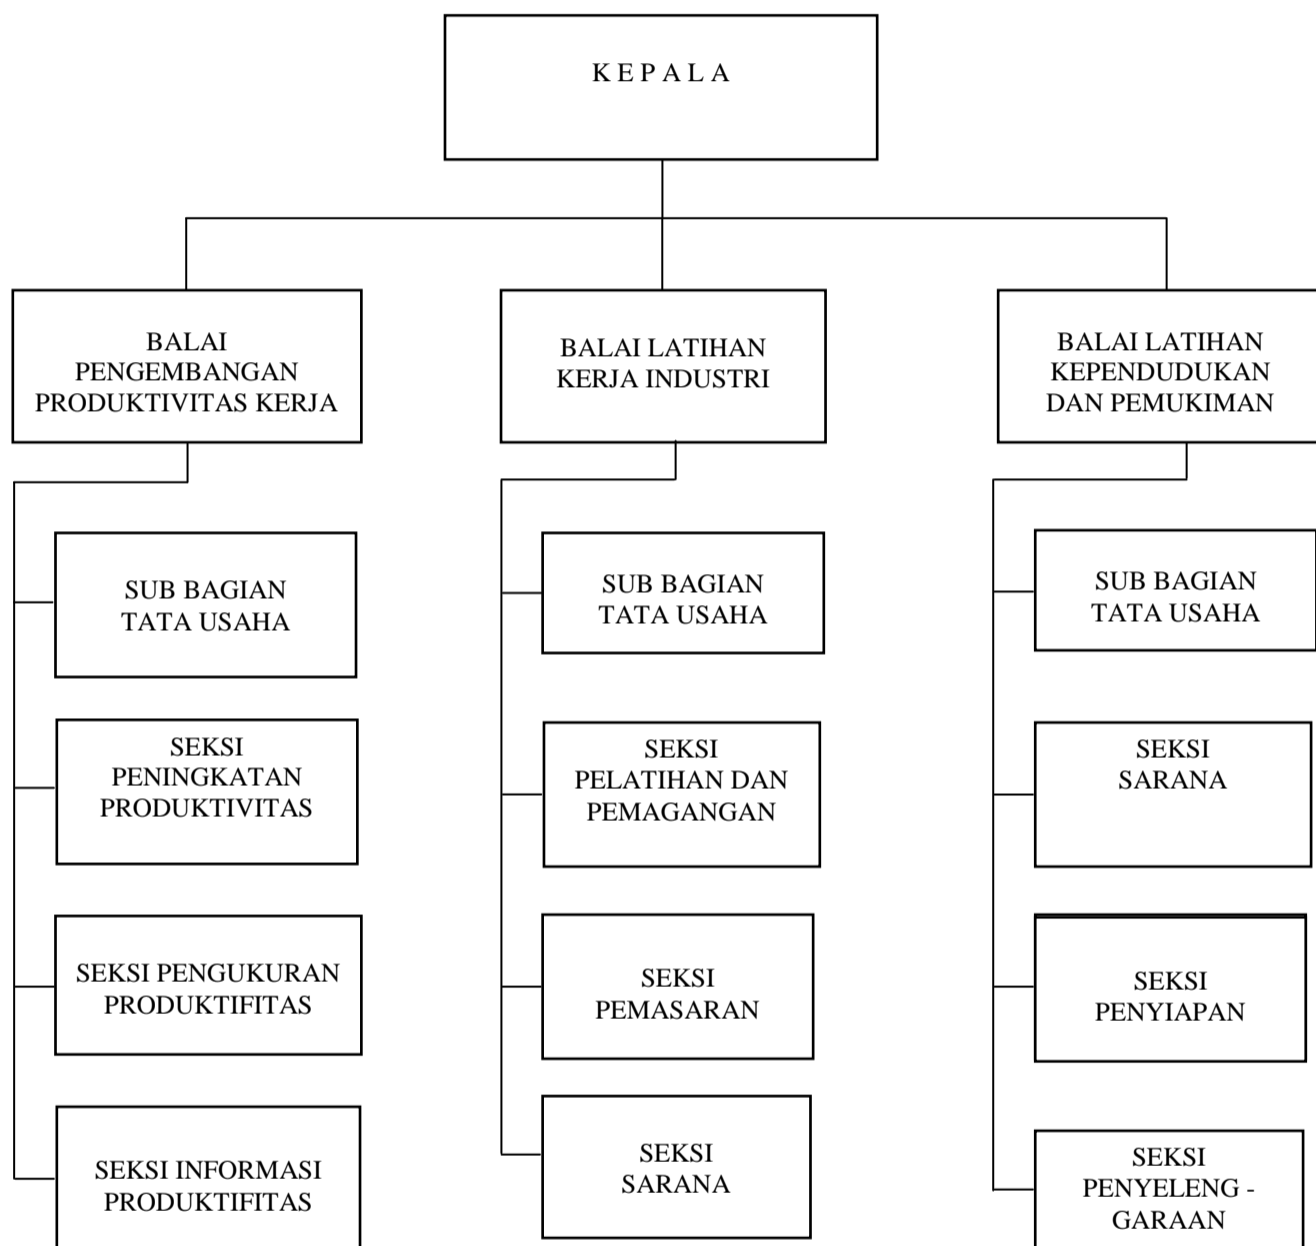 K E P A L A
BALAI
PENGEMBANGAN
PRODUKTIVITAS KERJA
BALAI LATIHAN
KERJA INDUSTRI
BALAI LATIHAN
KEPENDUDUKAN
DAN PEMUKIMAN
SUB BAGIAN
TATA USAHA
SEKSI
PENINGKATAN
PRODUKTIVITAS
SEKSI PENGUKURAN
PRODUKTIFITAS
SEKSI INFORMASI
PRODUKTIFITAS
SUB BAGIAN
TATA USAHA
SEKSI
PELATIHAN DAN
PEMAGANGAN
SEKSI
PEMASARAN
SEKSI
SARANA
SUB BAGIAN
TATA USAHA
SEKSI
SARANA
SEKSI
PENYIAPAN
SEKSI
PENYELENG -
GARAAN